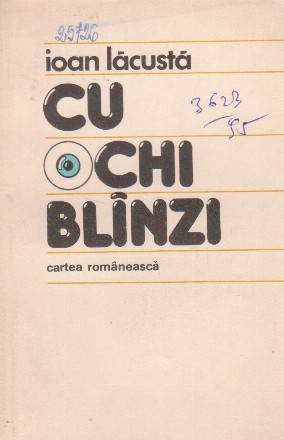 25726
ioan lăcustă
CU
OCHI
3623
/95
BLÎNZI
cartea românească